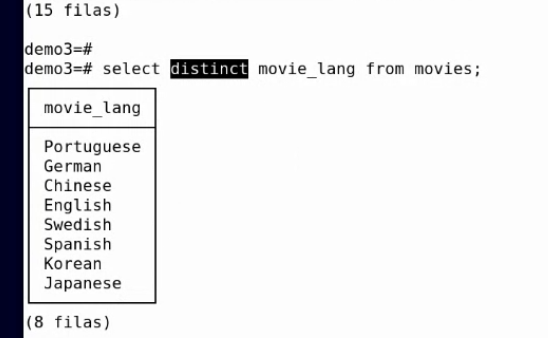 (15 filas)
demo3=#
demo3=# select distinct movie_lang from movies;
movie_lang
Portuguese
German
Chinese
English
Swedish
Spanish
Korean
Japanese
(8 filas)